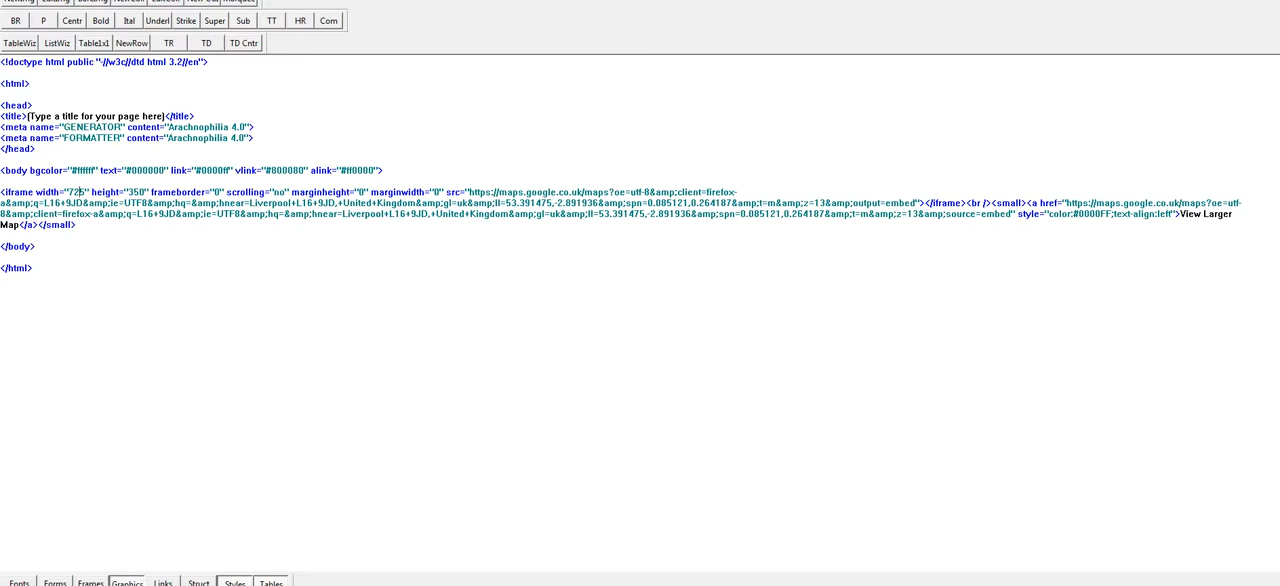 BR P Centr Bold Ital Underl Strike Super Sub TT HR Com
TableWiz ListWiz Table1x1 NewRow TR TD TD Cntr
<!doctype html public "-//w3c//dtd html 3.2//en">
<html>
<head>
<title>(Type a title for your page here)</title>
<meta name="GENERATOR" content="Arachnophilia 4.0">
<meta name="FORMATTER" content="Arachnophilia 4.0">
</head>
<body bgcolor="#ffffff" text="#000000" link="#0000ff" vlink="#800080" alink="#ff0000">
<iframe width="725" height="350" frameborder="0" scrolling="no" marginheight="0" marginwidth="0" src="https://maps.google.co.uk/maps?oe=utf-8&amp;client=firefox-
a&amp;q=L16+9JD&amp;ie=UTF8&amp;hq=&amp;hnear=Liverpool+L16+9JD,+United+Kingdom&amp;gl=uk&amp;ll=53.391475,-2.891936&amp;spn=0.085121,0.264187&amp;t=m&amp;z=13&amp;output=embed"></iframe><br /><small><a href="https://maps.google.co.uk/maps?oe=utf-
8&amp;client=firefox-a&amp;q=L16+9JD&amp;ie=UTF8&amp;hq=&amp;hnear=Liverpool+L16+9JD,+United+Kingdom&amp;gl=uk&amp;ll=53.391475,-2.891936&amp;spn=0.085121,0.264187&amp;t=m&amp;z=13&amp;source=embed" style="color:#0000FF;text-align:left">View Larger
Map</a></small>
</body>
</html>
Fonts Forms Frames Graphics Links Struct Styles Tables